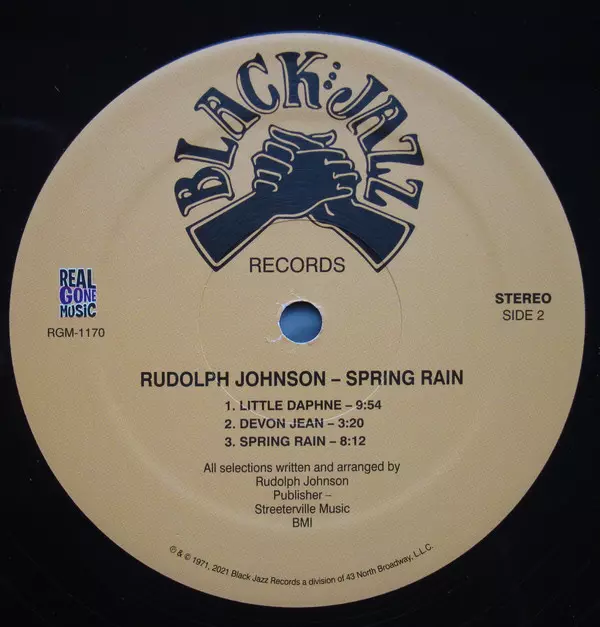 BLACK JAZZ
RECORDS
REAL
GONE
MUSIC
RGM-1170
STEREO
SIDE 2
RUDOLPH JOHNSON – SPRING RAIN
1. LITTLE DAPHNE – 9:54
2. DEVON JEAN – 3:20
3. SPRING RAIN – 8:12
All selections written and arranged by
Rudolph Johnson
Publisher –
Streeterville Music
BMI
℗ & © 1971, 2021 Black Jazz Records a division of 43 North Broadway, L.L.C.